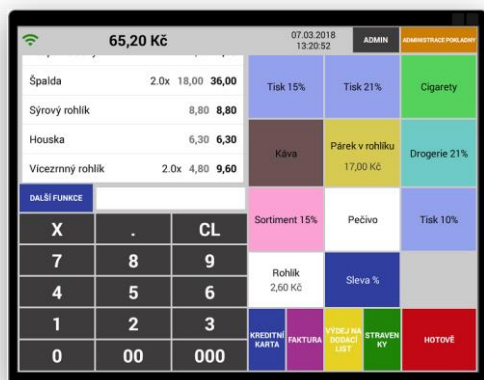 65,20 Kč
07.03.2018
13:20:52
ADMIN
ADMINISTRACE POKLADNY
Špalda 2.0x 18,00 36,00
Sýrový rohlík 8,80 8,80
Houska 6,30 6,30
Vícezrnný rohlík 2.0x 4,80 9,60
DALŠÍ FUNKCE
X . CL
7 8 9
4 5 6
1 2 3
0 00 000
Tisk 15% Tisk 21% Cigarety
Káva
Párek v rohlíku
17,00 Kč
Drogerie 21%
Sortiment 15% Pečivo Tisk 10%
Rohlík
2,60 Kč
Sleva %
KREDITNÍ
KARTA
FAKTURA
VÝDEJ NA
DODACÍ
LIST
STRAVEN
KY
HOTOVĚ